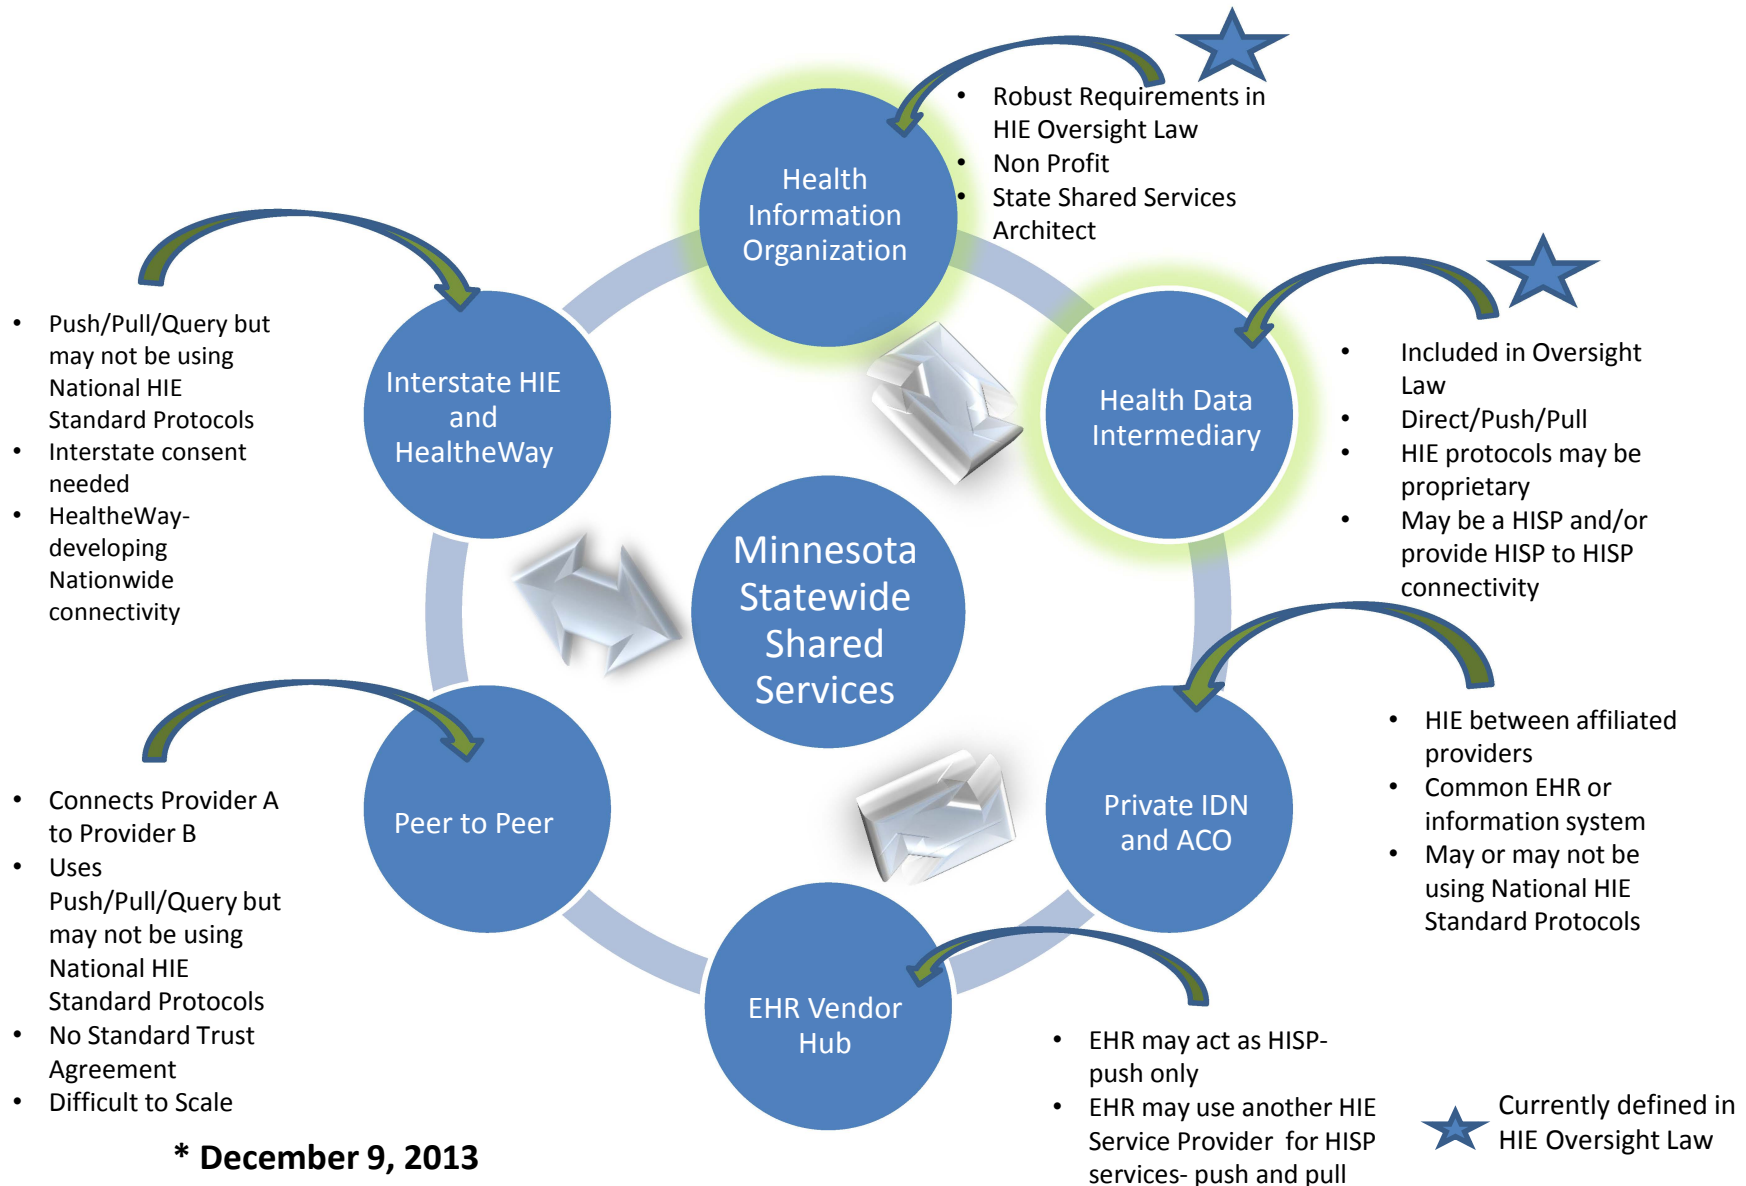 Health
Information
Organization
• Robust Requirements in
HIE Oversight Law
• Non Profit
• State Shared Services
Architect
Health Data
Intermediary
• Included in Oversight
Law
• Direct/Push/Pull
• HIE protocols may be
proprietary
• May be a HISP and/or
provide HISP to HISP
connectivity
Private IDN
and ACO
• HIE between affiliated
providers
• Common EHR or
information system
• May or may not be
using National HIE
Standard Protocols
EHR Vendor
Hub
• EHR may act as HISP-
push only
• EHR may use another HIE
Service Provider  for HISP
services- push and pull
Peer to Peer
• Connects Provider A
to Provider B
• Uses
Push/Pull/Query but
may not be using
National HIE
Standard Protocols
• No Standard Trust
Agreement
• Difficult to Scale
Interstate HIE
and
HealtheWay
• Push/Pull/Query but
may not be using
National HIE
Standard Protocols
• Interstate consent
needed
• HealtheWay-
developing
Nationwide
connectivity
Minnesota
Statewide
Shared
Services
* December 9, 2013
Currently defined in
HIE Oversight Law